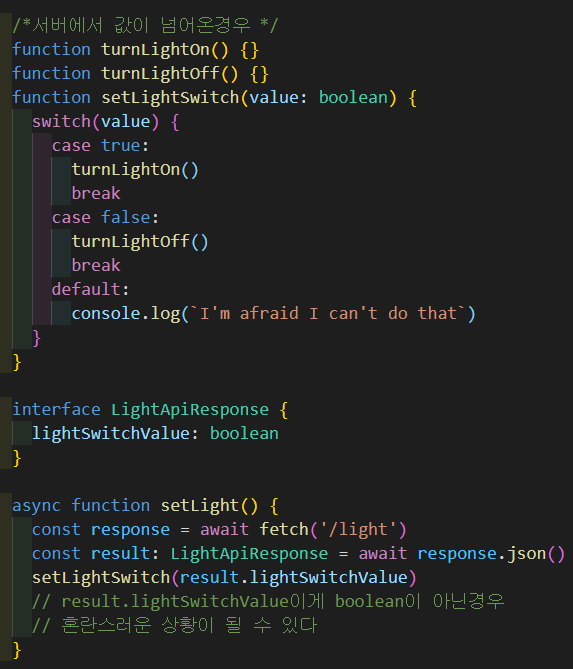 /*서버에서 값이 넘어온경우 */
function turnLightOn() {}
function turnLightOff() {}
function setLightSwitch(value: boolean) {
switch(value) {
case true:
turnLightOn()
break
case false:
turnLightOff()
break
default:
console.log(`I'm afraid I can't do that`)
}
}
interface LightApiResponse {
lightSwitchValue: boolean
}
async function setLight() {
const response = await fetch('/light')
const result: LightApiResponse = await response.json()
setLightSwitch(result.lightSwitchValue)
// result.lightSwitchValue이게 boolean이 아닌경우
// 혼란스러운 상황이 될 수 있다
}